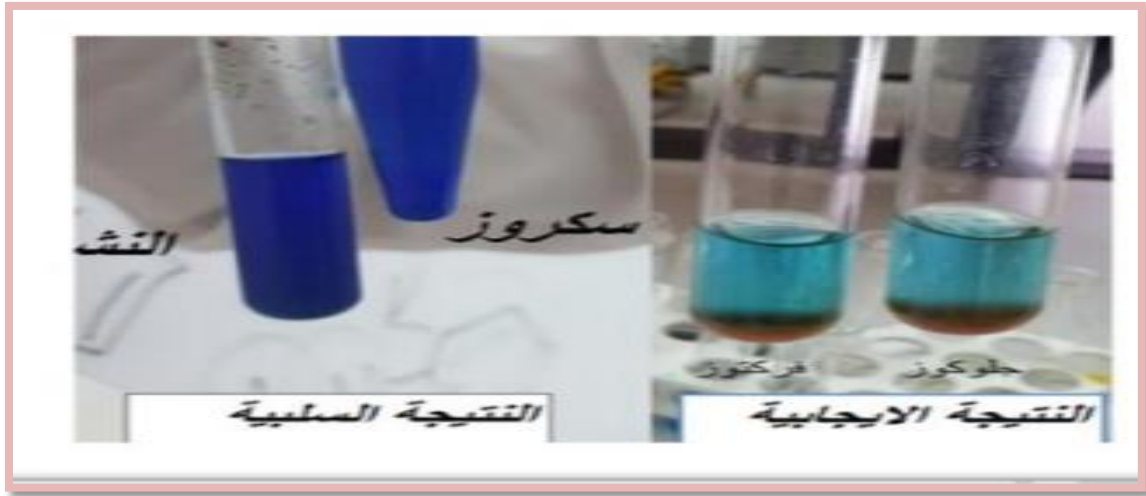 سكروز
النش
جلوكوز
فركتوز
النتيجة الايجابية
النتيجة السلبية